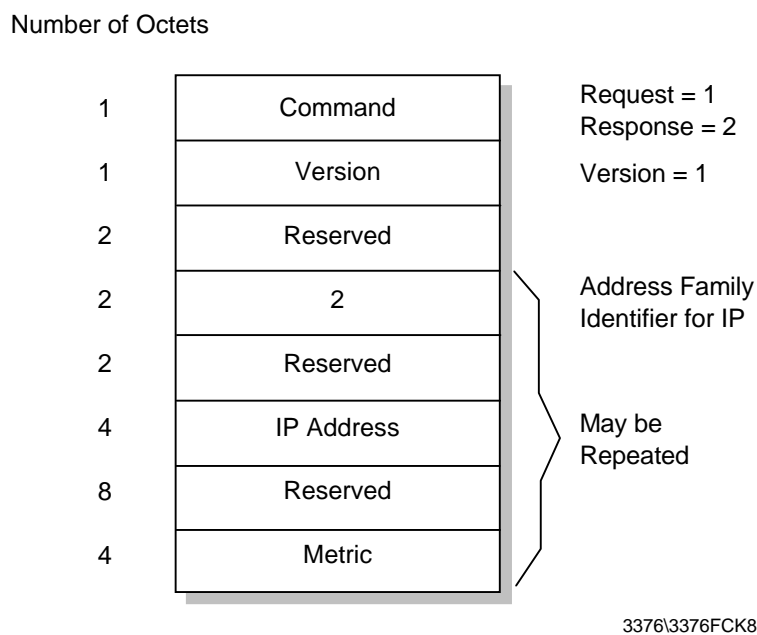 Number of Octets
1 Command Request = 1
Response = 2
1 Version Version = 1
2 Reserved
2 2 Address Family
Identifier for IP
2 Reserved
4 IP Address May be
Repeated
8 Reserved
4 Metric
3376\3376FCK8